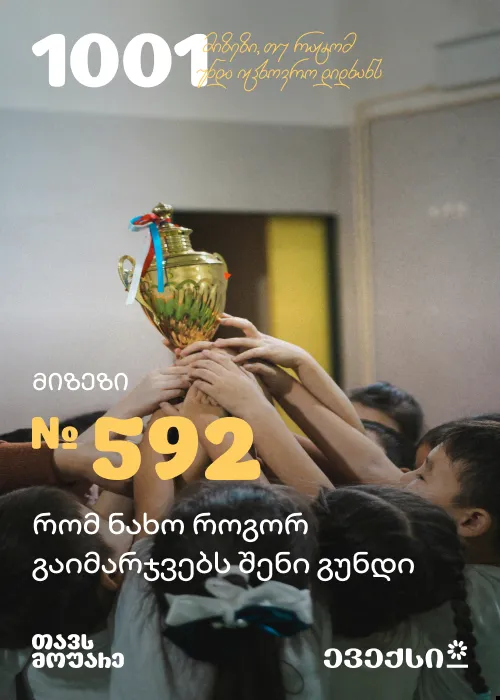 1001 მიზეზი, თუ რატომ
უნდა იცხოვრო დიდხანს
მიზეზი
№ 592
რომ ნახო როგორ
გაიმარჯვებს შენი გუნდი
თავს
მოუარე
ევექსი